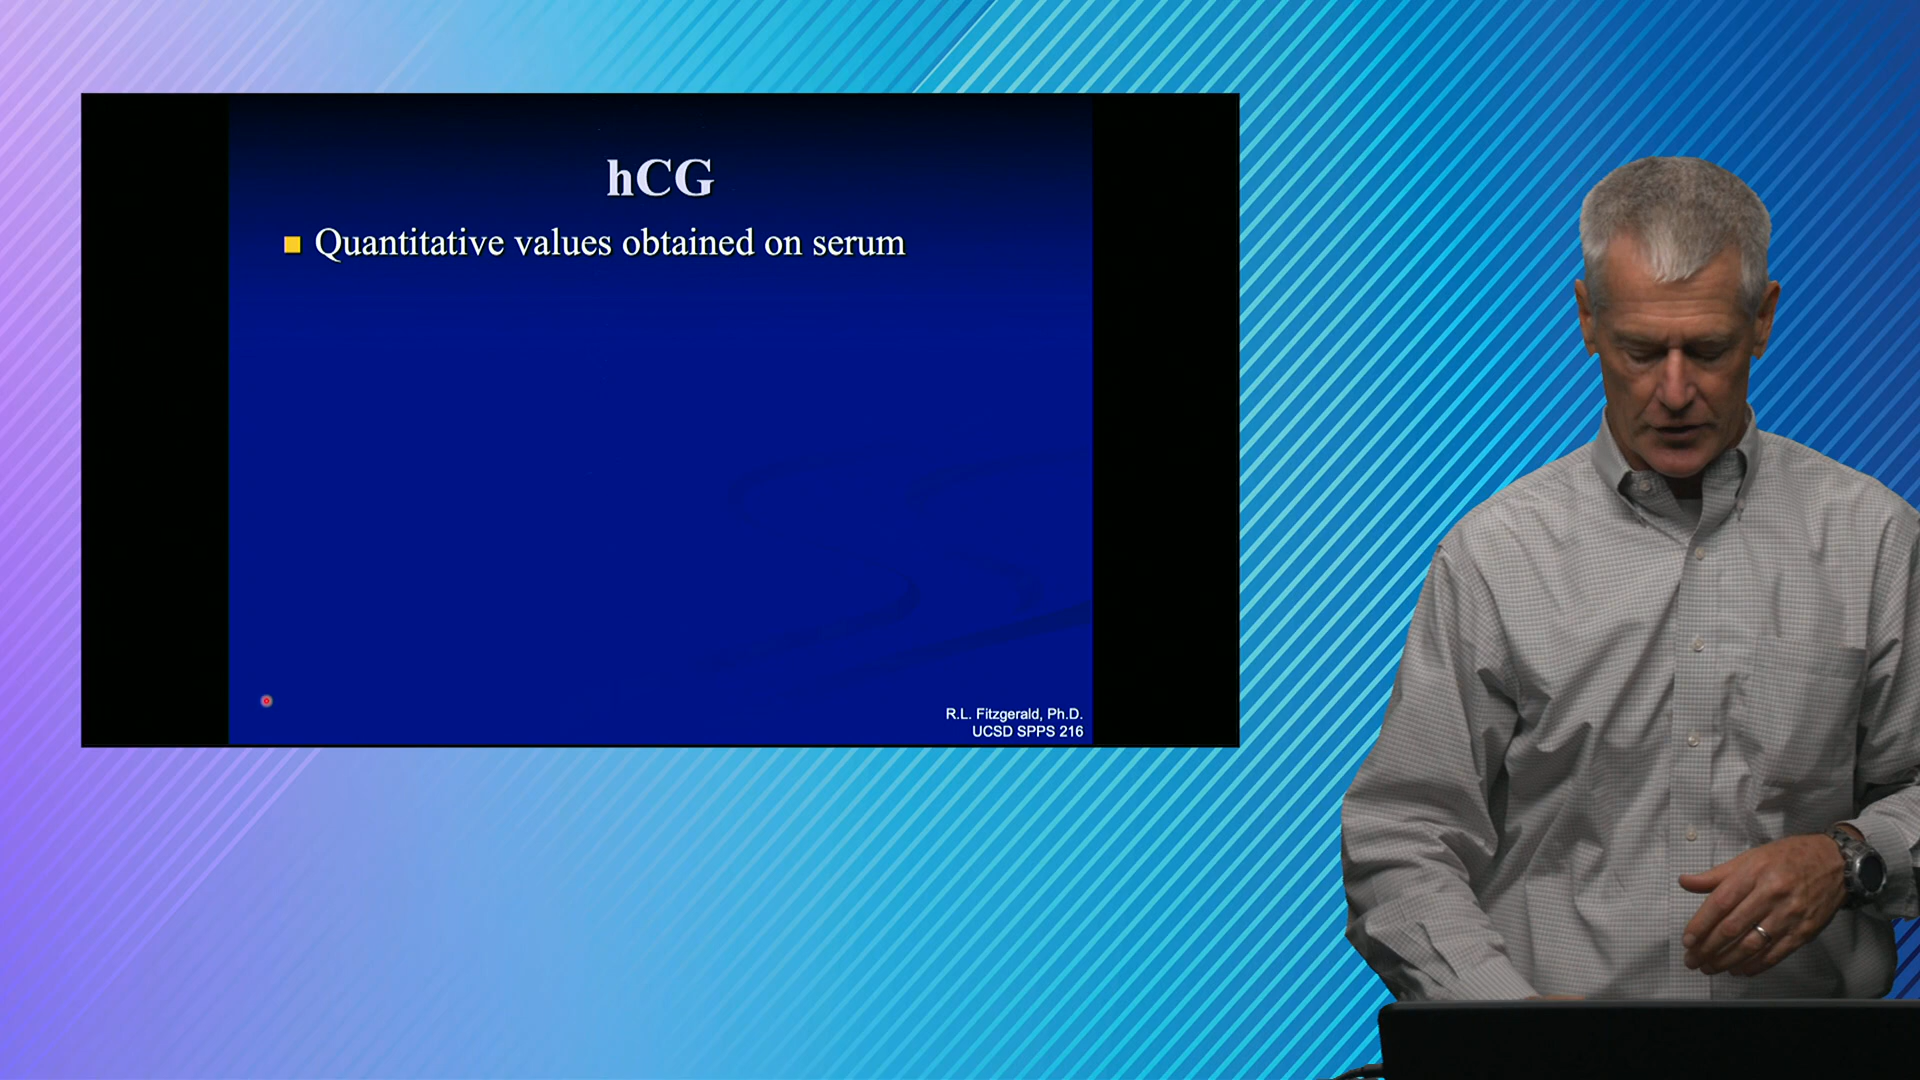 hCG
Quantitative values obtained on serum
R.L. Fitzgerald, Ph.D.
UCSD SPPS 216